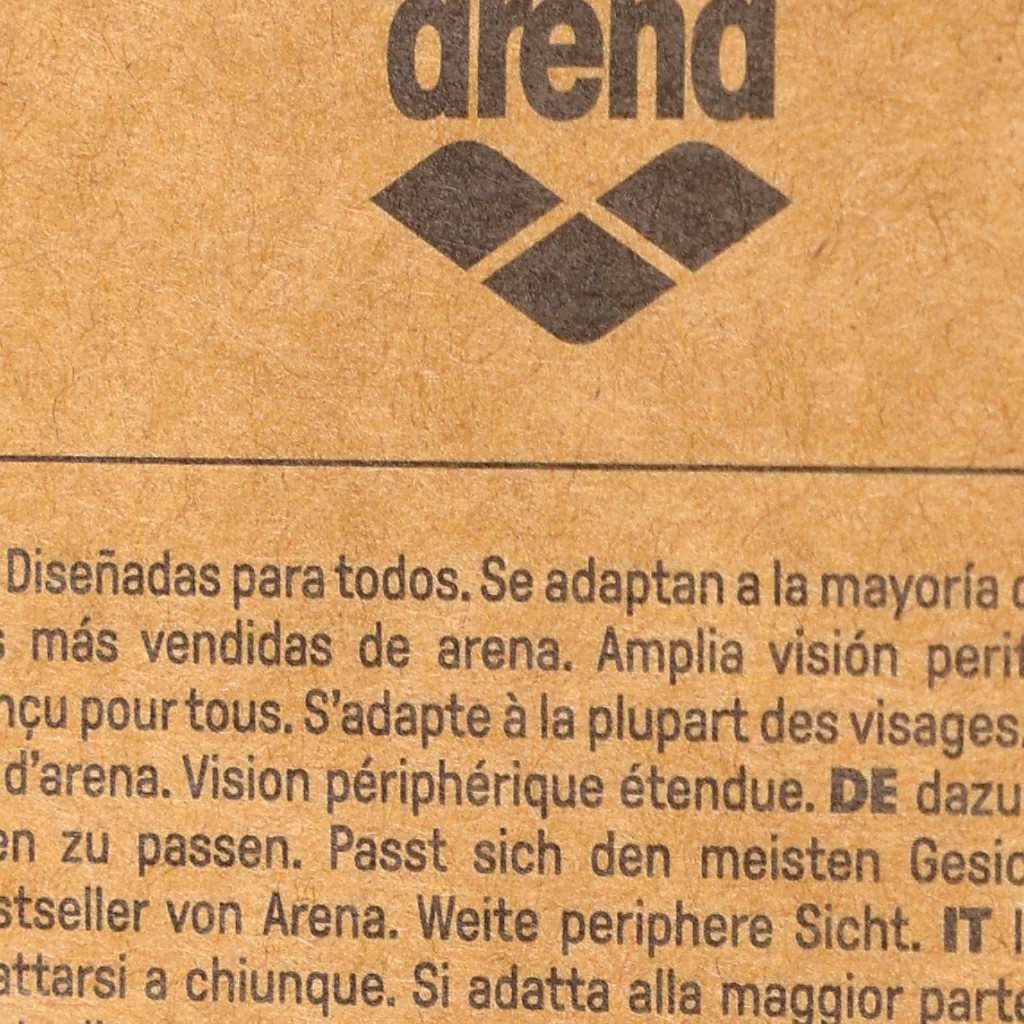 arena
Diseñadas para todos. Se adaptan a la mayoría
más vendidas de arena. Amplia visión
pour tous. S'adapte à la plupart des visages.
d'arena. Vision périphérique étendue. DE dazu
zu passen. Passt sich den meisten
von Arena. Weite periphere Sicht. IT
a chiunque. Si adatta alla maggior parte